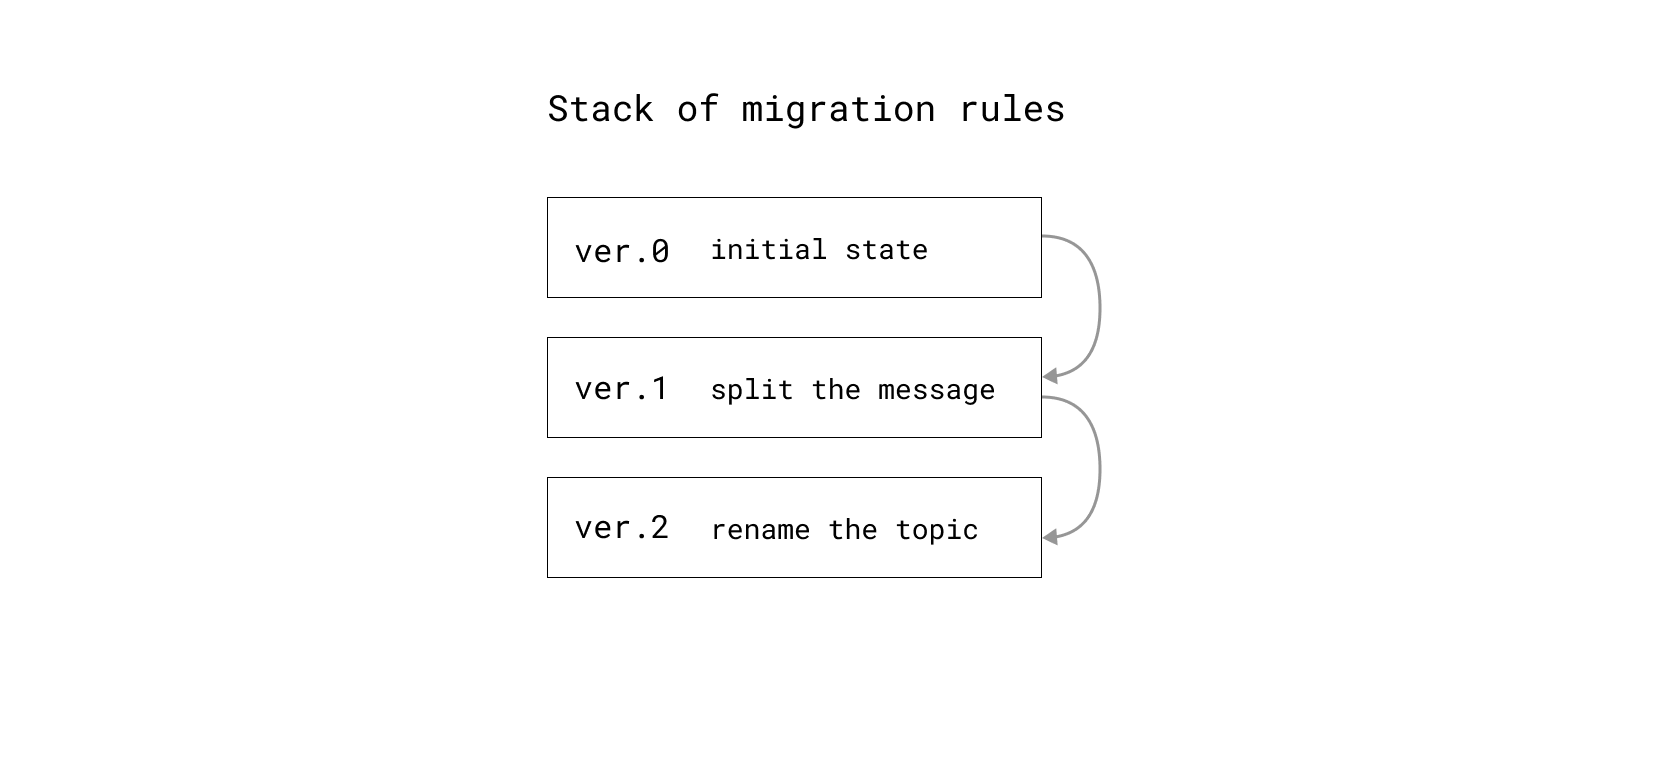 Stack of migration rules
ver.0 initial state
ver.1 split the message
ver.2 rename the topic